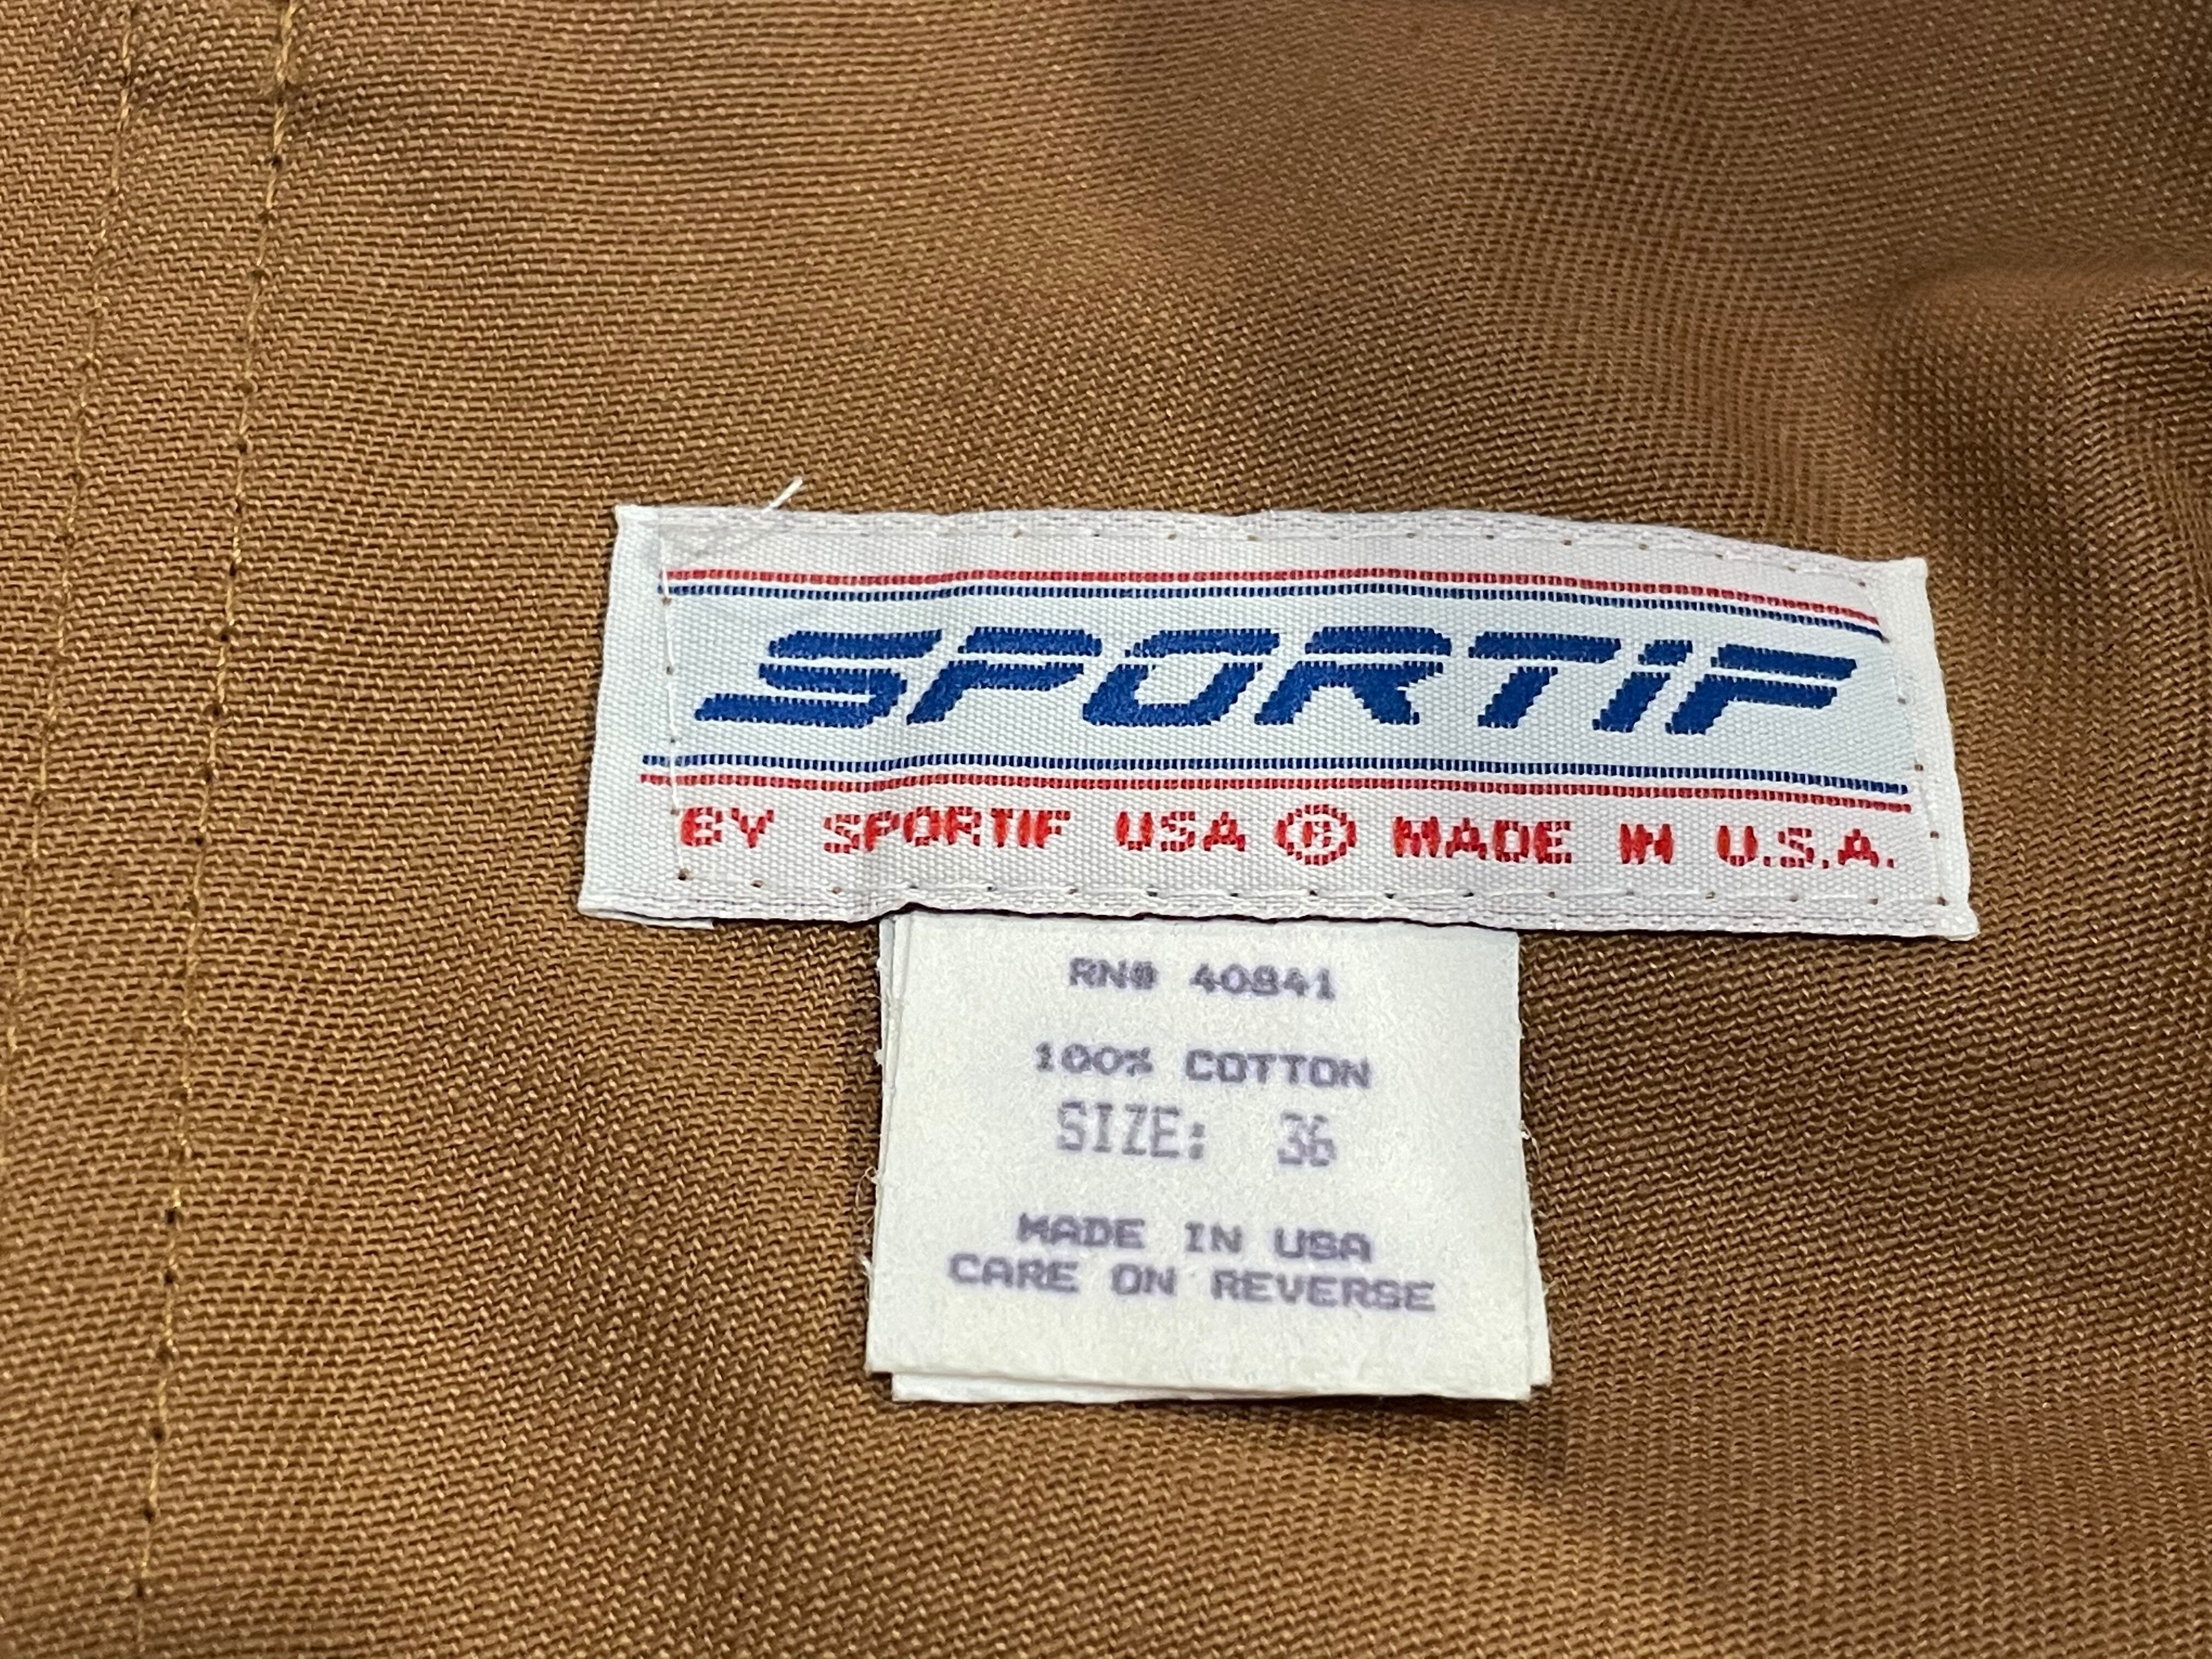 SPORTIF
BY SPORTIF USA ® MADE IN U.S.A.
RN# 40841
100% COTTON
SIZE: 36
MADE IN USA
CARE ON REVERSE